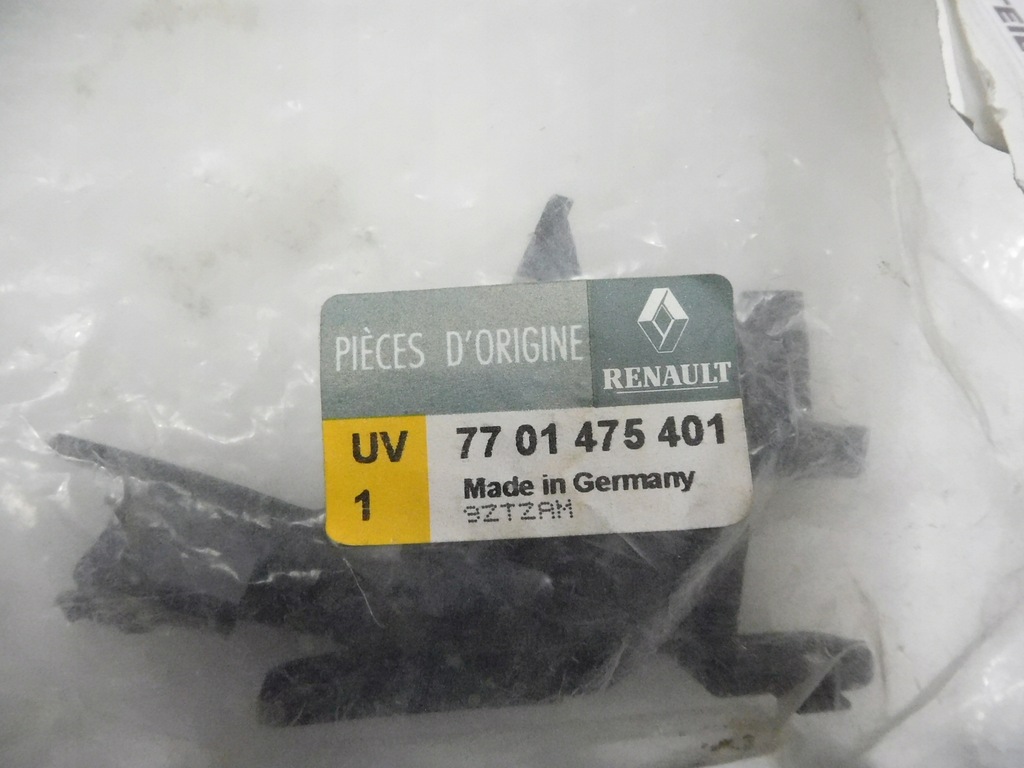 PIÈCES D'ORIGINE
RENAULT
UV 77 01 475 401
1 Made in Germany
9ZTZAM